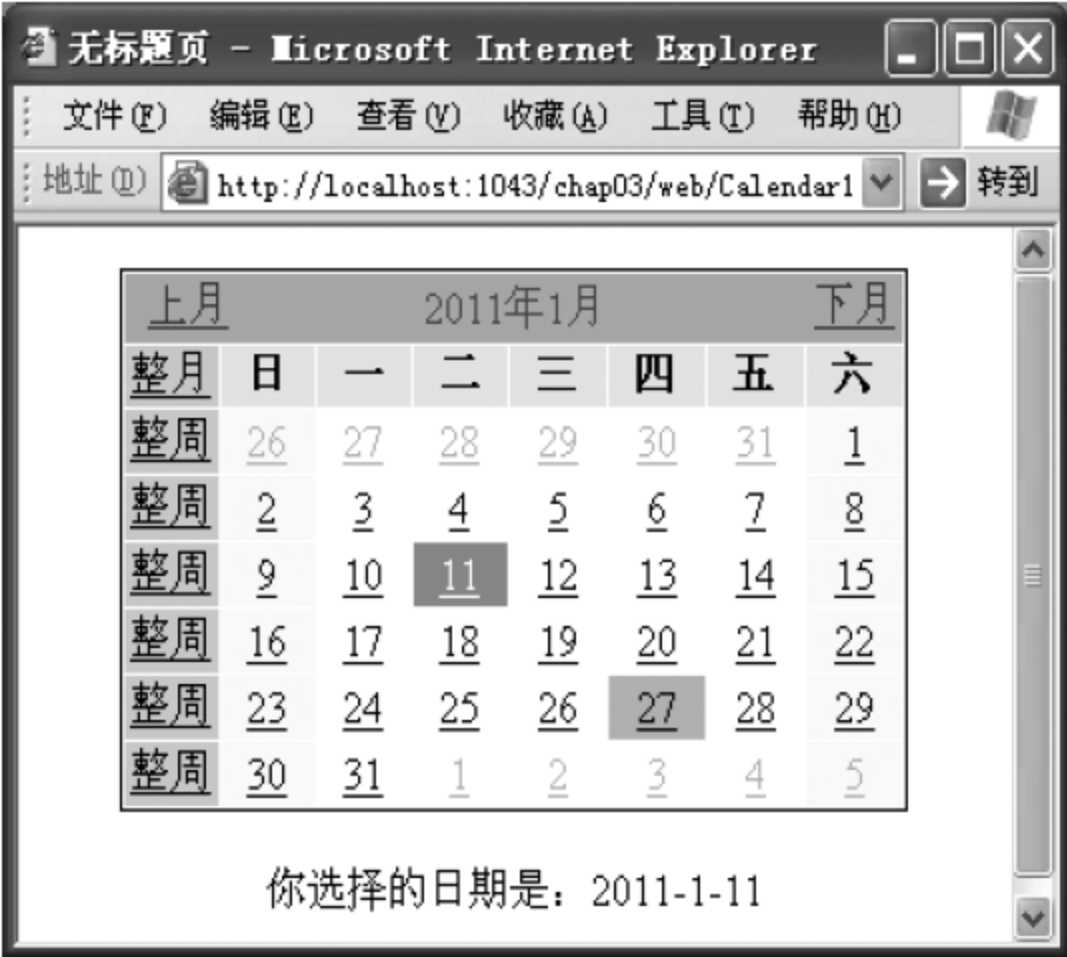 无标题页 - Microsoft Internet Explorer
文件(F) 编辑(E) 查看(V) 收藏(A) 工具(T) 帮助(H)
地址(D) http://localhost:1043/chap03/web/Calendar1 转到
上月 2011年1月 下月
整月 日 一 二 三 四 五 六
整周 26 27 28 29 30 31 1
整周 2 3 4 5 6 7 8
整周 9 10 11 12 13 14 15
整周 16 17 18 19 20 21 22
整周 23 24 25 26 27 28 29
整周 30 31 1 2 3 4 5
你选择的日期是：2011-1-11